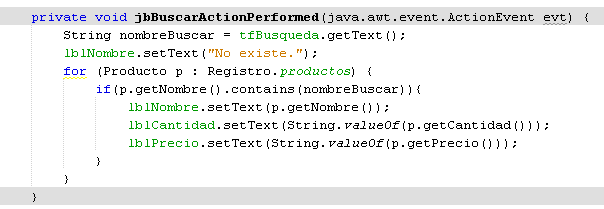 private void jbBuscarActionPerformed(java.awt.event.ActionEvent evt) {
    String nombreBuscar = tfBusqueda.getText();
    lblNombre.setText("No existe.");
    for (Producto p : Registro.productos) {
        if(p.getNombre().contains(nombreBuscar)){
            lblNombre.setText(p.getNombre());
            lblCantidad.setText(String.valueOf(p.getCantidad()));
            lblPrecio.setText(String.valueOf(p.getPrecio()));
        }
    }
}